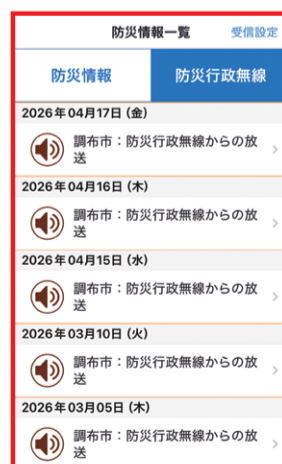 防災情報一覧 受信設定
防災情報 防災行政無線
2026年04月17日 (金)
調布市：防災行政無線からの放
送
2026年04月16日 (木)
調布市：防災行政無線からの放
送
2026年04月15日 (水)
調布市：防災行政無線からの放
送
2026年03月10日 (火)
調布市：防災行政無線からの放
送
2026年03月05日 (木)
調布市：防災行政無線からの放
送